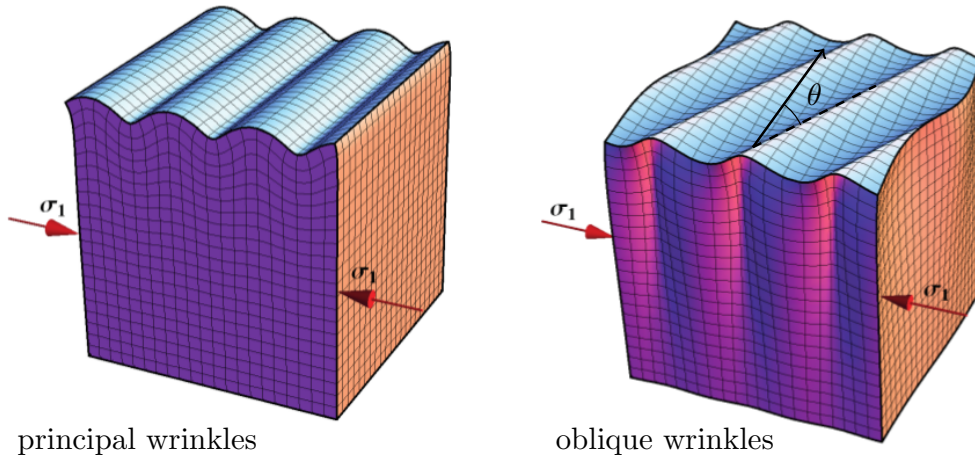 σ₁
σ₁
principal wrinkles
θ
σ₁
σ₁
oblique wrinkles